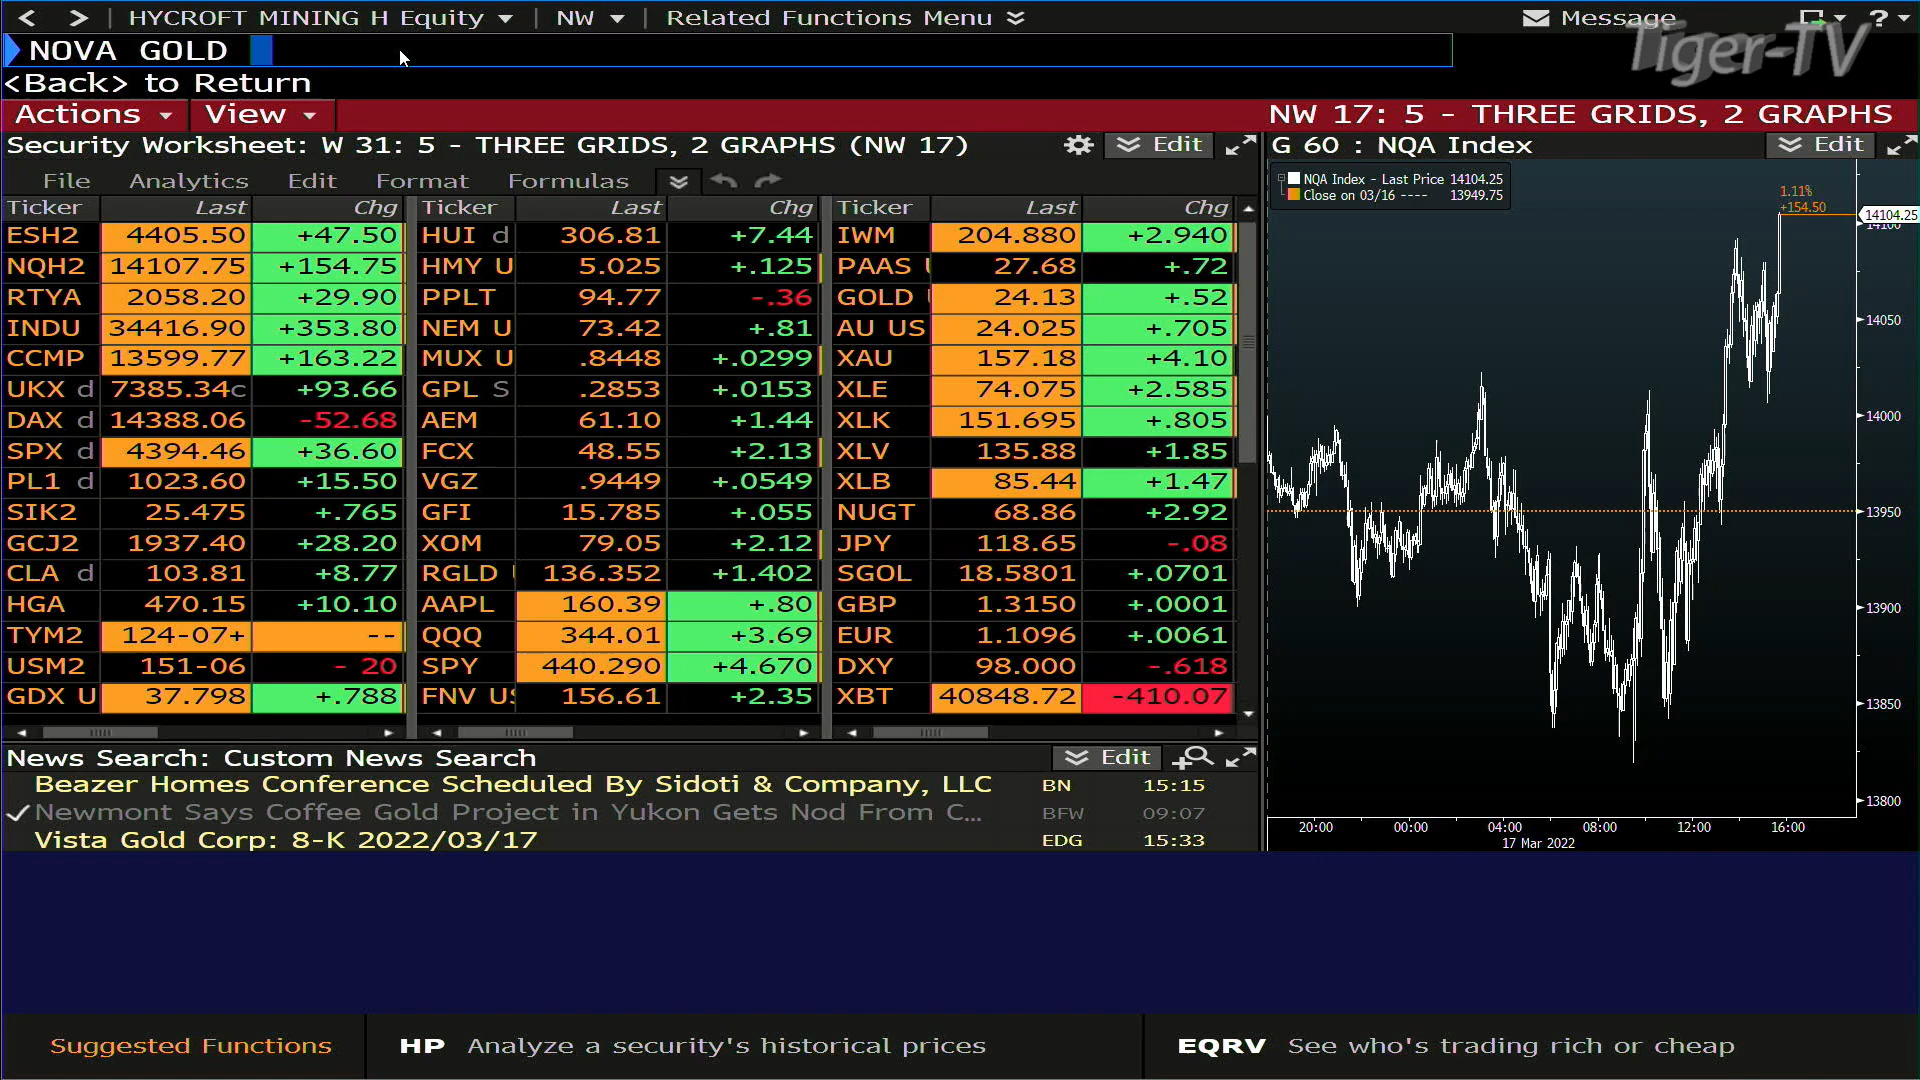 HYCROFT MINING H Equity NW Related Functions Menu Message ?
Tiger-TV
NOVA GOLD
<Back> to Return
Actions View NW 17: 5 - THREE GRIDS, 2 GRAPHS
Security Worksheet: W 31: 5 - THREE GRIDS, 2 GRAPHS (NW 17) Edit
File Analytics Edit Format Formulas
Ticker Last Chg Ticker Last Chg Ticker Last Chg
ESH2 4405.50 +47.50 HUI d 306.81 +7.44 IWM 204.880 +2.940
NQH2 14107.75 +154.75 HMY U 5.025 +.125 PAAS 27.68 +.72
RTYA 2058.20 +29.90 PPLT 94.77 -.36 GOLD 24.13 +.52
INDU 34416.90 +353.80 NEM U 73.42 +.81 AU US 24.025 +.705
CCMP 13599.77 +163.22 MUX U .8448 +.0299 XAU 157.18 +4.10
UKX d 7385.34c +93.66 GPL S .2853 +.0153 XLE 74.075 +2.585
DAX d 14388.06 -52.68 AEM 61.10 +1.44 XLK 151.695 +.805
SPX d 4394.46 +36.60 FCX 48.55 +2.13 XLV 135.88 +1.85
PL1 d 1023.60 +15.50 VGZ .9449 +.0549 XLB 85.44 +1.47
SIK2 25.475 +.765 GFI 15.785 +.055 NUGT 68.86 +2.92
GCJ2 1937.40 +28.20 XOM 79.05 +2.12 JPY 118.65 -.08
CLA d 103.81 +8.77 RGLD 136.352 +1.402 SGOL 18.5801 +.0701
HGA 470.15 +10.10 AAPL 160.39 +.80 GBP 1.3150 +.0001
TYM2 124-07+ -- QQQ 344.01 +3.69 EUR 1.1096 +.0061
USM2 151-06 - 20 SPY 440.290 +4.670 DXY 98.000 -.618
GDX U 37.798 +.788 FNV US 156.61 +2.35 XBT 40848.72 -410.07
News Search: Custom News Search Edit
Beazer Homes Conference Scheduled By Sidoti & Company, LLC BN 15:15
Newmont Says Coffee Gold Project in Yukon Gets Nod From C... BFW 09:07
Vista Gold Corp: 8-K 2022/03/17 EDG 15:33
G 60 : NQA Index Edit
NQA Index - Last Price 14104.25
Close on 03/16 ---- 13949.75
1.11%
+154.50
14104.25
14100
14050
14000
13950
13900
13850
13800
20:00 00:00 04:00 08:00 12:00 16:00
17 Mar 2022
Suggested Functions HP Analyze a security's historical prices EQRV See who's trading rich or cheap